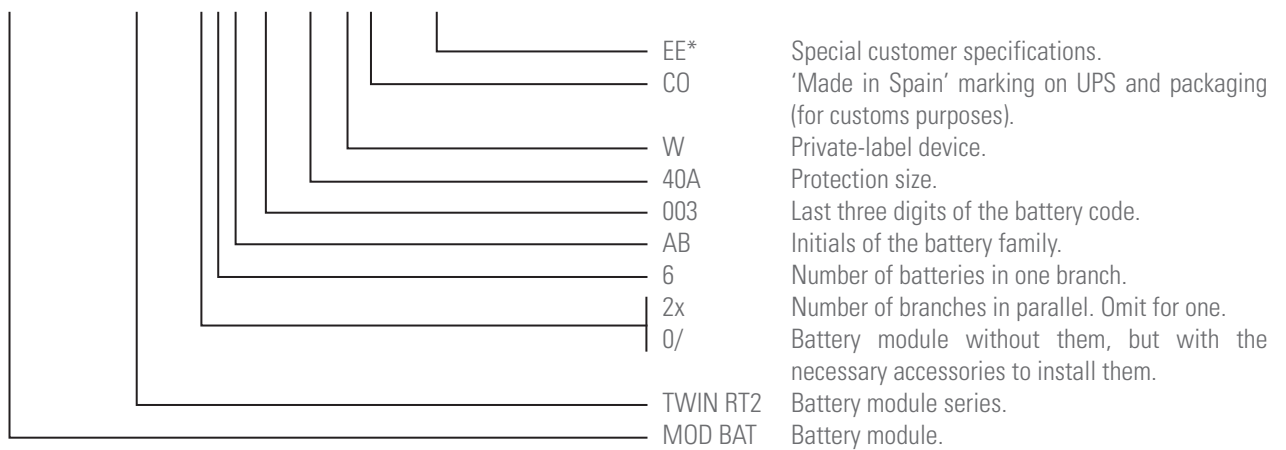 EE* Special customer specifications.
CO 'Made in Spain' marking on UPS and packaging
(for customs purposes).
W Private-label device.
40A Protection size.
003 Last three digits of the battery code.
AB Initials of the battery family.
6 Number of batteries in one branch.
2x Number of branches in parallel. Omit for one.
0/ Battery module without them, but with the
necessary accessories to install them.
TWIN RT2 Battery module series.
MOD BAT Battery module.